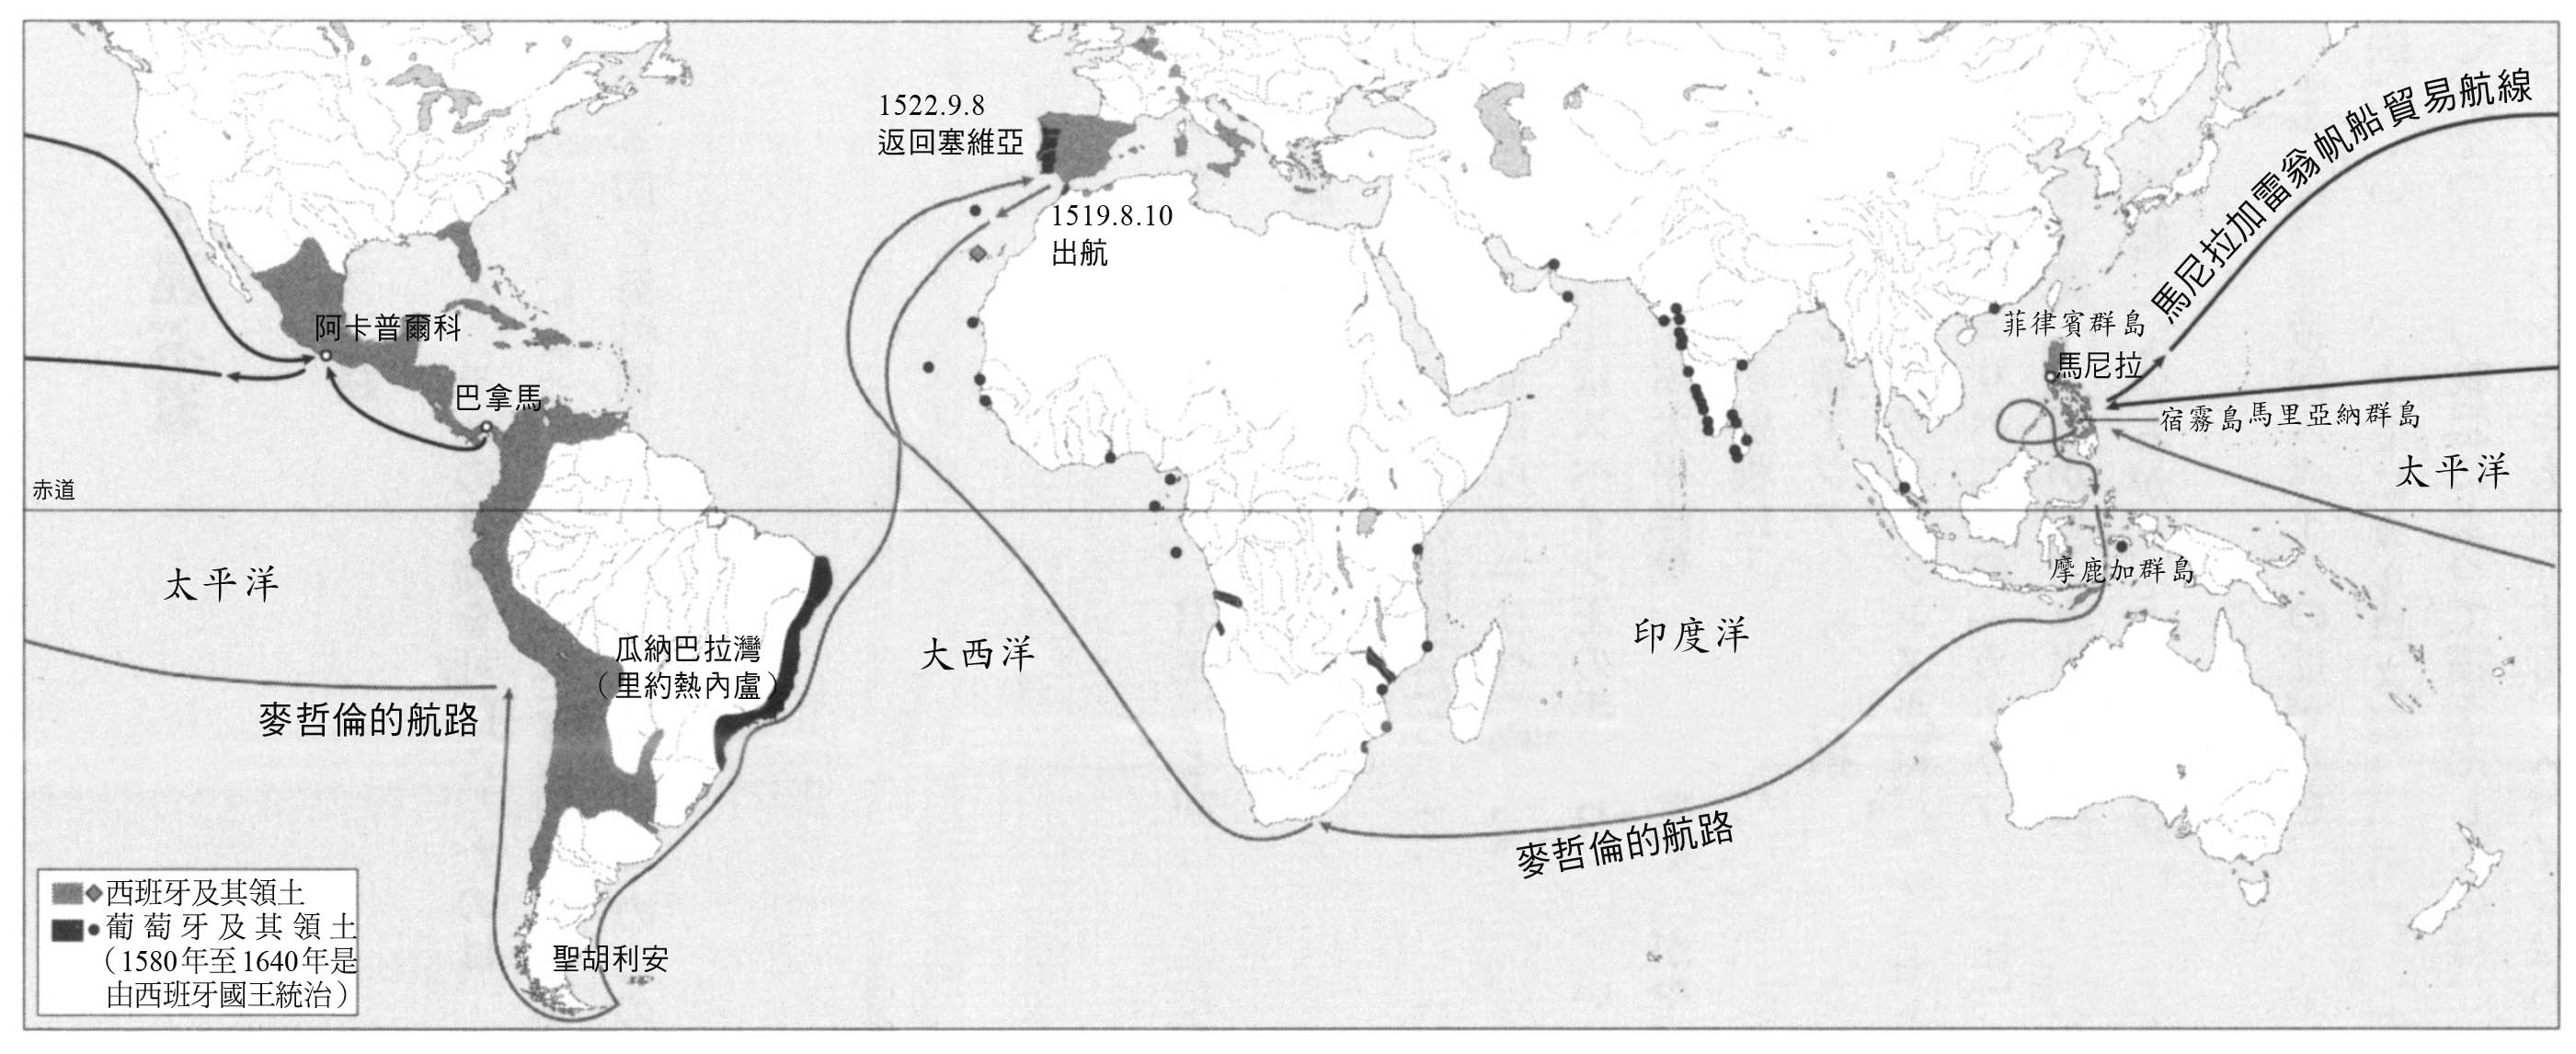 1522.9.8
返回塞維亞
1519.8.10
出航
馬尼拉加雷翁帆船貿易航線
阿卡普爾科
巴拿馬
菲律賓群島
馬尼拉
宿霧島
馬里亞納群島
太平洋
赤道
太平洋
摩鹿加群島
瓜納巴拉灣
(里約熱內盧)
大西洋
印度洋
麥哲倫的航路
麥哲倫的航路
聖胡利安
西班牙及其領土
葡萄牙及其領土
(1580年至1640年是
由西班牙國王統治)